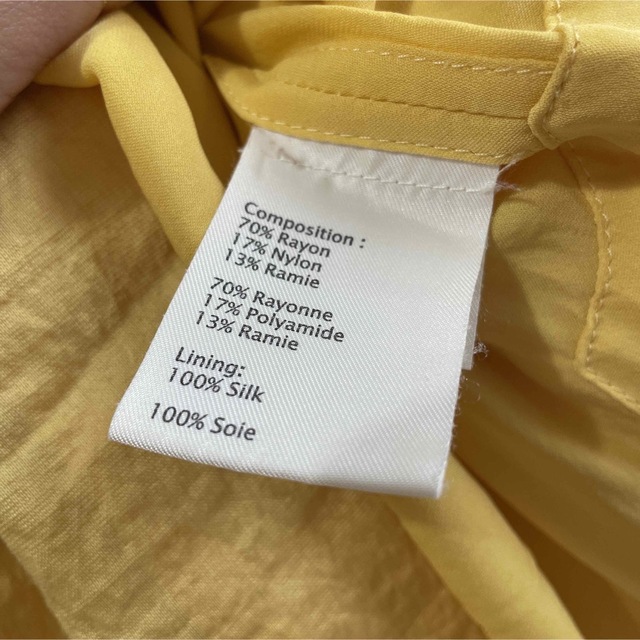 Composition :
70% Rayon
17% Nylon
13% Ramie
70% Rayonne
17% Polyamide
13% Ramie
Lining:
100% Silk
100% Soie